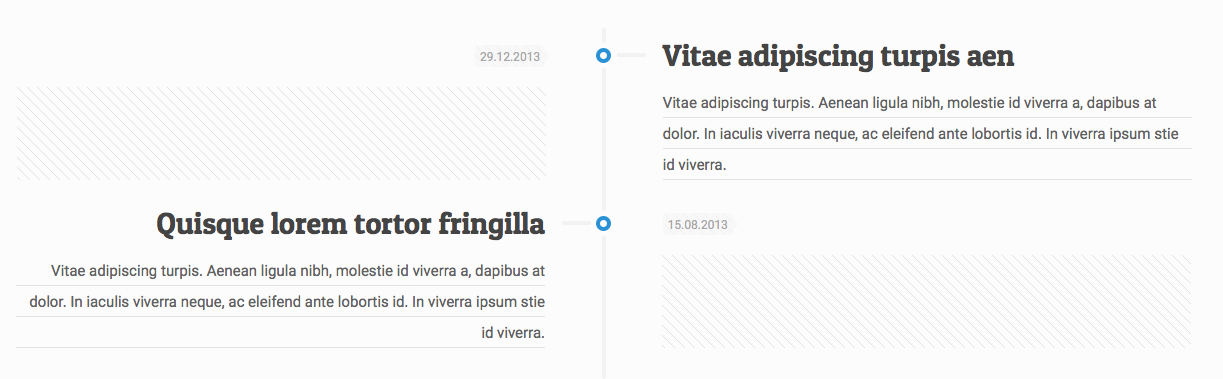 29.12.2013
Vitae adipiscing turpis aen
Vitae adipiscing turpis. Aenean ligula nibh, molestie id viverra a, dapibus at
dolor. In iaculis viverra neque, ac eleifend ante lobortis id. In viverra ipsum stie
id viverra.
Quisque lorem tortor fringilla
15.08.2013
Vitae adipiscing turpis. Aenean ligula nibh, molestie id viverra a, dapibus at
dolor. In iaculis viverra neque, ac eleifend ante lobortis id. In viverra ipsum stie
id viverra.